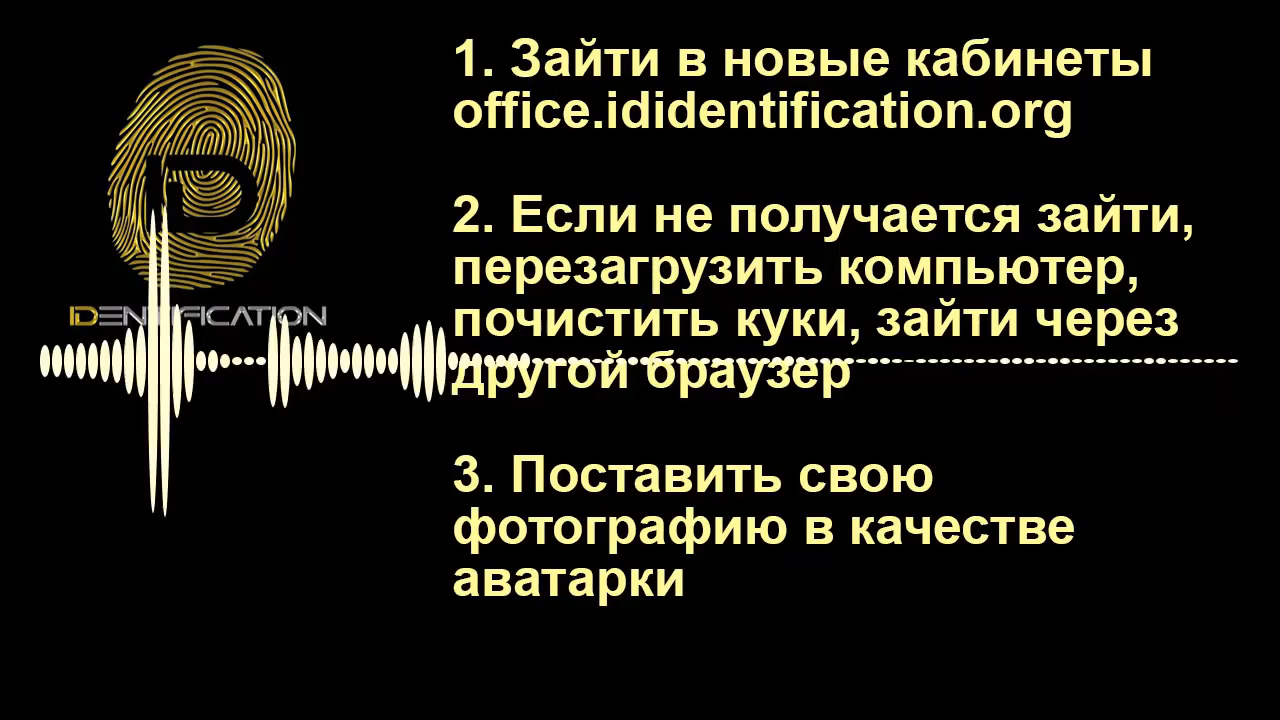 ID
IDENTIFICATION
1. Зайти в новые кабинеты
office.ididentification.org
2. Если не получается зайти,
перезагрузить компьютер,
почистить куки, зайти через
другой браузер
3. Поставить свою
фотографию в качестве
аватарки